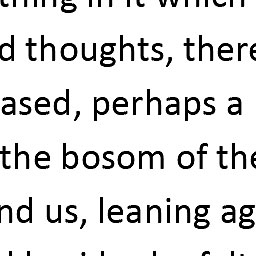 thing in it which
d thoughts, there
ased, perhaps a
the bosom of the
nd us, leaning ag